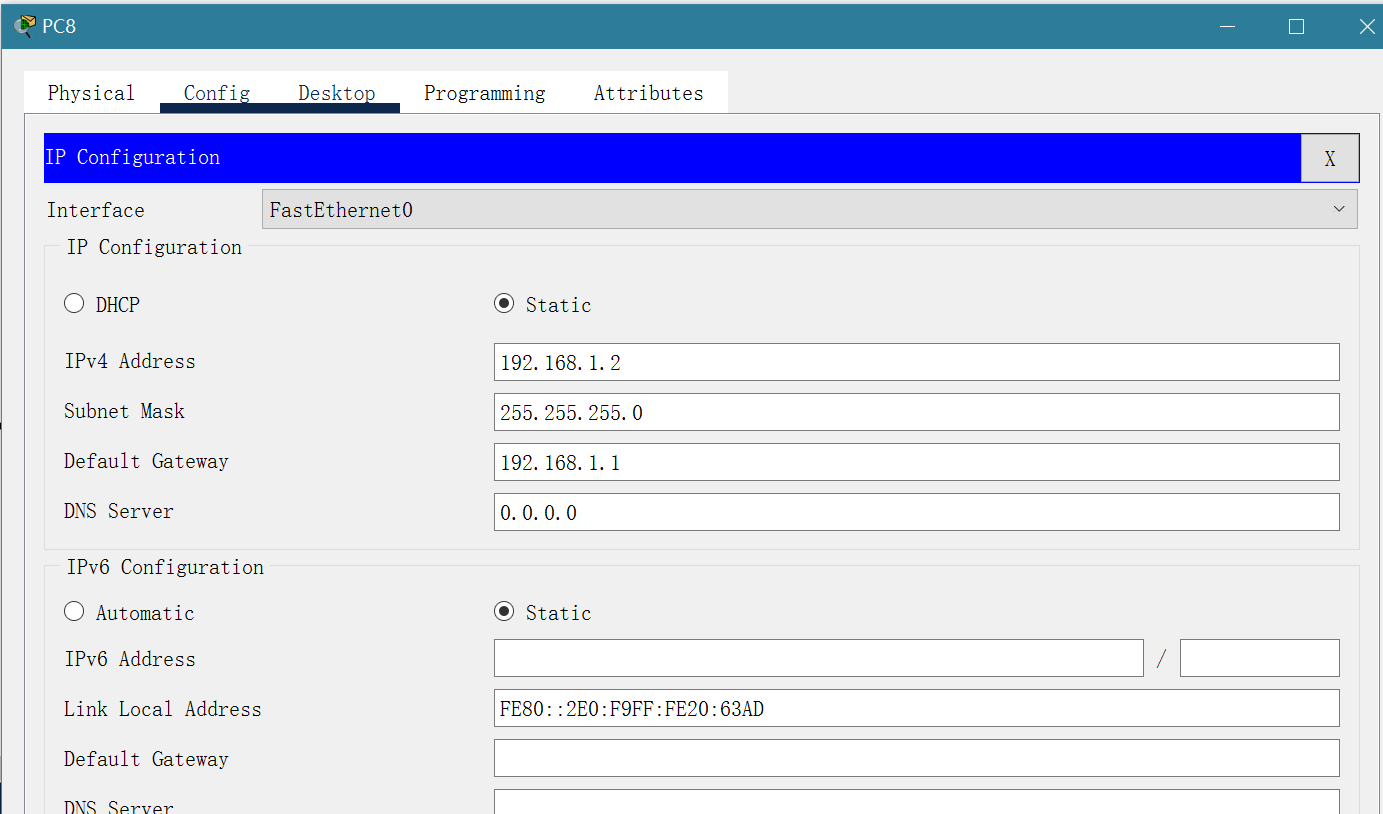 PC8
Physical Config Desktop Programming Attributes
IP Configuration X
Interface FastEthernet0
IP Configuration
DHCP Static
IPv4 Address 192.168.1.2
Subnet Mask 255.255.255.0
Default Gateway 192.168.1.1
DNS Server 0.0.0.0
IPv6 Configuration
Automatic Static
IPv6 Address /
Link Local Address FE80::2E0:F9FF:FE20:63AD
Default Gateway
DNS Server